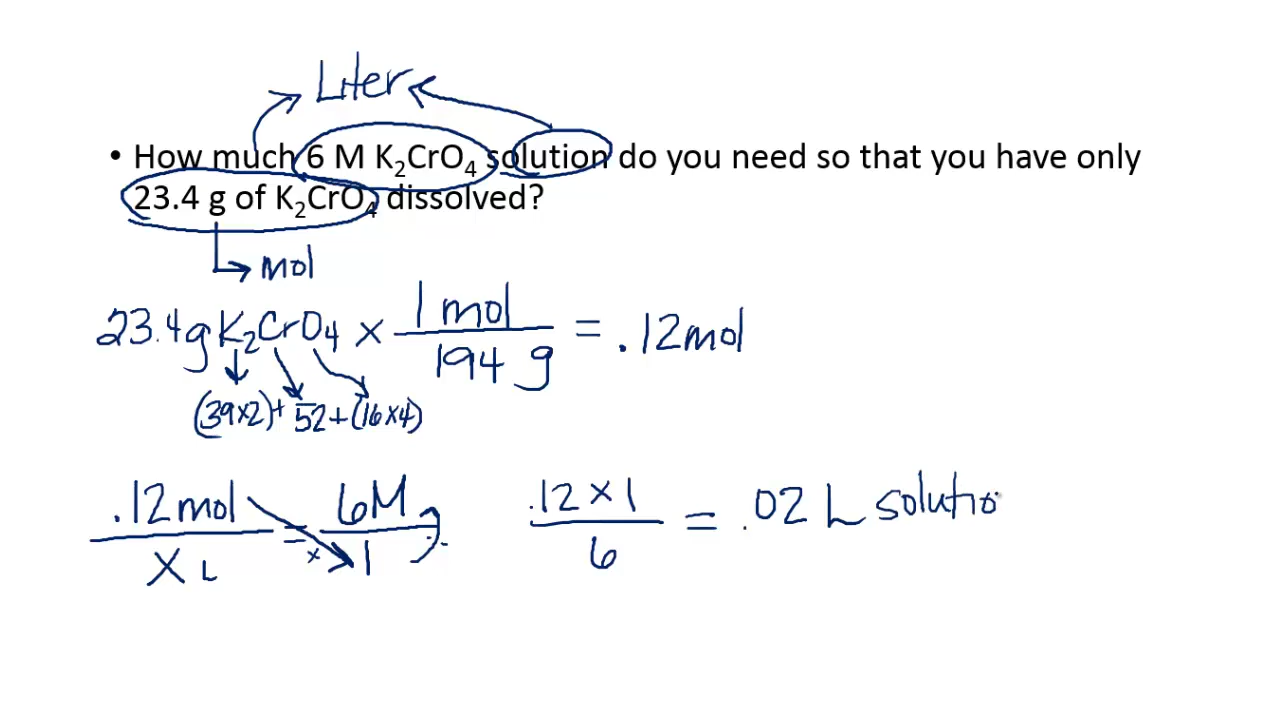 Liter
• How much 6 M K₂CrO₄ solution do you need so that you have only
23.4 g of K₂CrO₄ dissolved?
mol
23.4g K₂CrO₄ × 1 mol / 194 g = .12mol
(39×2)+ 52+(16×4)
.12mol / X L = 6M / 1 .12 × 1 / 6 = .02 L solutio
x